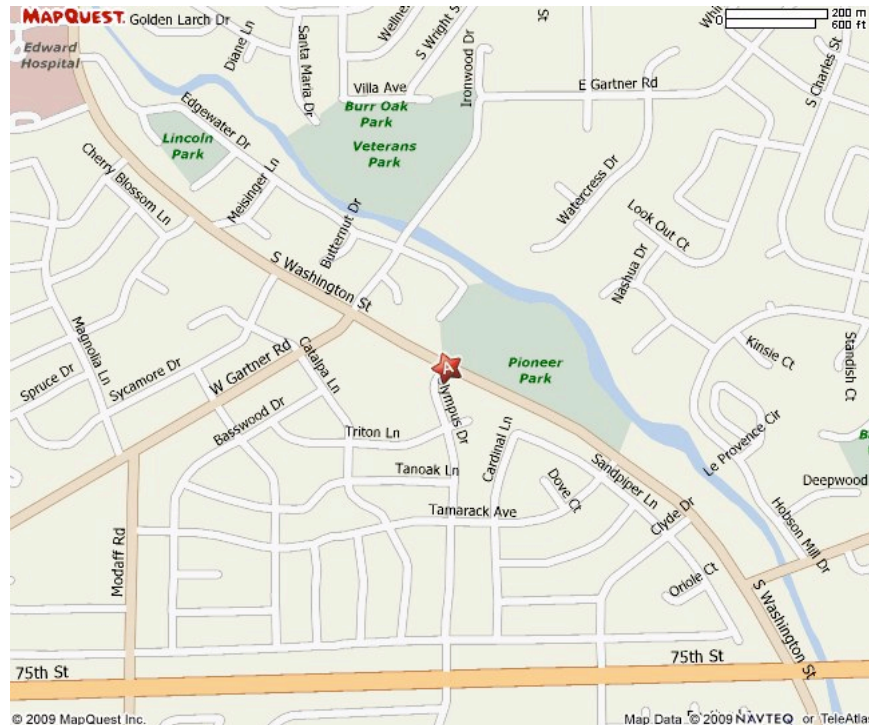 MAPQUEST.
Golden Larch Dr
200 m
600 ft
0
Edward
Hospital
Diane Ln
Santa Maria Dr
S Wright S
Ironwood Dr
S Charles St
Villa Ave
E Gartner Rd
Burr Oak
Park
Veterans
Park
Edgewater Dr
Lincoln
Park
Cherry Blossom Ln
Meisinger Ln
Butternut Dr
Watercress Dr
Look Out Ct
Nashua Dr
S Washington St
Magnolia Ln
Spruce Dr
Sycamore Dr
W Gartner Rd
Catalpa Ln
Kinsie Ct
Standish Ct
A
Pioneer
Park
Basswood Dr
Triton Ln
lympus Dr
Cardinal Ln
Tanoak Ln
Tamarack Ave
Dove Ct
Sandpiper Ln
Clyde Dr
Le Provence Cir
Deepwood
Hobson Mill Dr
Modaff Rd
Oriole Ct
S Washington St
75th St
75th St
© 2009 MapQuest Inc.
Map Data © 2009 NAVTEQ or TeleAtlas